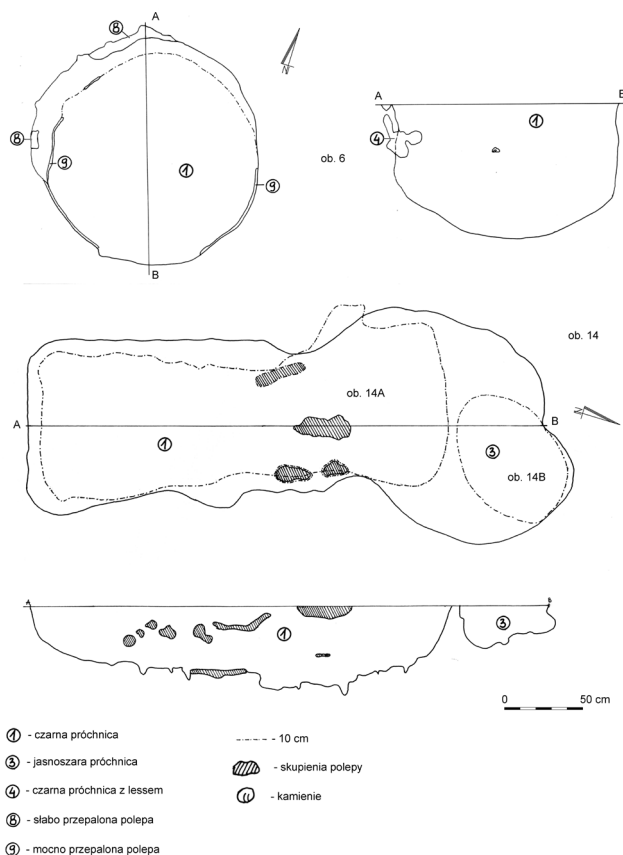 A
8
N
A
B
1
4
ob. 6
8
9
1
9
B
ob. 14
ob. 14A
A
B
1
3
ob. 14B
A
B
1
3
0 50 cm
1 - czarna próchnica
3 - jasnoszara próchnica
4 - czarna próchnica z lessem
8 - słabo przepalona polepa
9 - mocno przepalona polepa
- 10 cm
- skupienia polepy
- kamienie